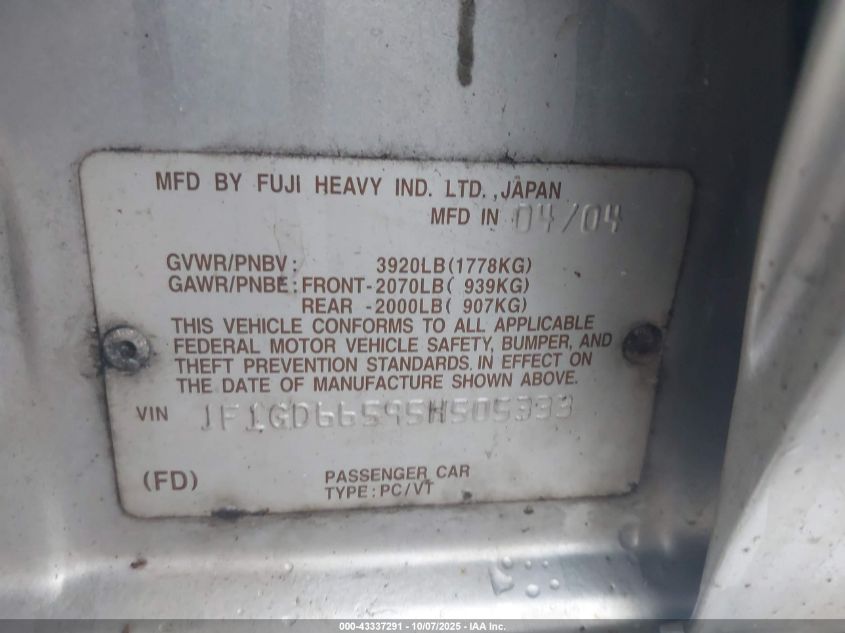 MFD BY FUJI HEAVY IND. LTD., JAPAN
MFD IN 04/04
GVWR/PNBV: 3920LB(1778KG)
GAWR/PNBE: FRONT-2070LB( 939KG)
REAR -2000LB( 907KG)
THIS VEHICLE CONFORMS TO ALL APPLICABLE
FEDERAL MOTOR VEHICLE SAFETY, BUMPER, AND
THEFT PREVENTION STANDARDS IN EFFECT ON
THE DATE OF MANUFACTURE SHOWN ABOVE.
VIN JF1GD66595H505333
(FD)
PASSENGER CAR
TYPE: PC/VT
000-43337291 - 10/07/2025 - IAA Inc.